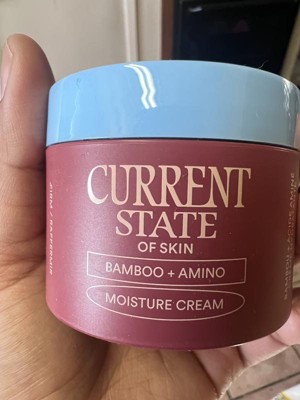 CURRENT
STATE
OF SKIN
BAMBOO + AMINO
MOISTURE CREAM